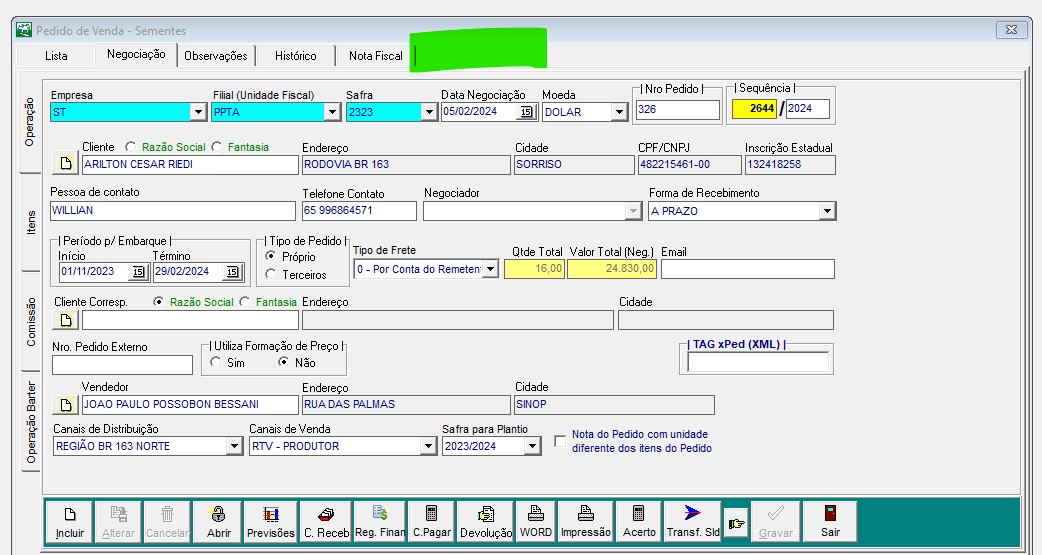 Pedido de Venda - Sementes
Lista Negociação Observações Histórico Nota Fiscal
Operação
Itens
Comissão
Operação Barter
Empresa Filial (Unidade Fiscal) Safra Data Negociação Moeda Nro Pedido Sequência
ST PPTA 2323 05/02/2024 15 DOLAR 326 2644 / 2024
Cliente Razão Social Fantasia Endereço Cidade CPF/CNPJ Inscrição Estadual
ARILTON CESAR RIEDI RODOVIA BR 163 SORRISO 482215461-00 132418258
Pessoa de contato Telefone Contato Negociador Forma de Recebimento
WILLIAN 65 996864571 A PRAZO
Período p/ Embarque Tipo de Pedido Tipo de Frete Qtde Total Valor Total (Neg.) Email
Início Término Próprio
01/11/2023 15 29/02/2024 15 Terceiros 0 - Por Conta do Remeten 16,00 24.830,00
Cliente Corresp. Razão Social Fantasia Endereço Cidade
Nro. Pedido Externo Utiliza Formação de Preço TAG xPed (XML)
Sim Não
Vendedor Endereço Cidade
JOAO PAULO POSSOBON BESSANI RUA DAS PALMAS SINOP
Canais de Distribuição Canais de Venda Safra para Plantio
REGIÃO BR 163 NORTE RTV - PRODUTOR 2023/2024
Nota do Pedido com unidade
diferente dos itens do Pedido
Incluir Alterar Cancelar Abrir Previsões C. Receb Reg. Finan C.Pagar Devolução WORD Impressão Acerto Transf. Sld Gravar Sair